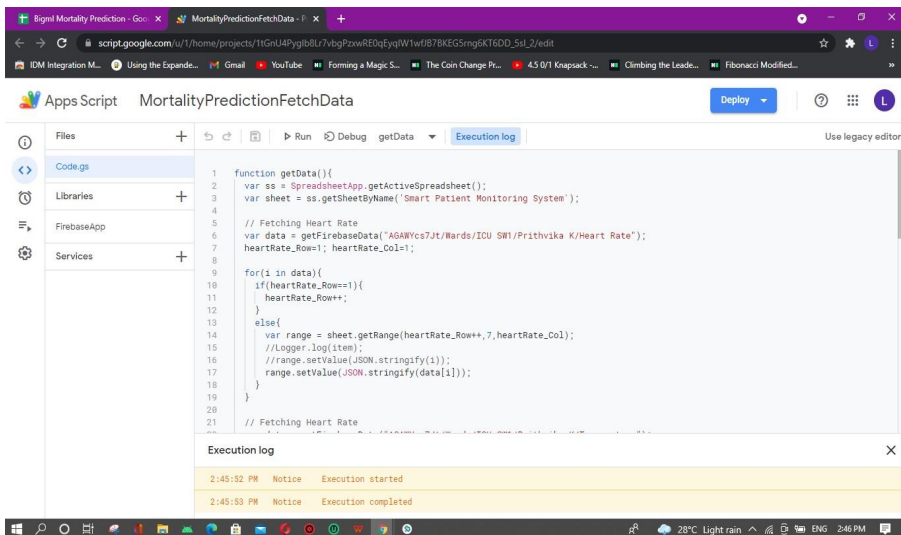 Bigml Mortality Prediction - Goo
MortalityPredictionFetchData - P
script.google.com/u/1/home/projects/1tGnU4PygIb8Lr7vbgPzxwRE0qEyqIW1wfJB7BKEG5rng6KT6DD_5sI_2/edit
IDM Integration M... Using the Expande... Gmail YouTube Forming a Magic S... The Coin Change Pr... 4.5 0/1 Knapsack -... Climbing the Leade... Fibonacci Modified... »
Apps Script MortalityPredictionFetchData Deploy L
Files
Run Debug getData Execution log Use legacy editor
Code.gs
Libraries
FirebaseApp
Services
1 function getData(){
2 var ss = SpreadsheetApp.getActiveSpreadsheet();
3 var sheet = ss.getSheetByName('Smart Patient Monitoring System');
4
5 // Fetching Heart Rate
6 var data = getFirebaseData("AGAWYcs7Jt/Wards/ICU SW1/Prithvika K/Heart Rate");
7 heartRate_Row=1; heartRate_Col=1;
8
9 for(i in data){
10 if(heartRate_Row==1){
11 heartRate_Row++;
12 }
13 else{
14 var range = sheet.getRange(heartRate_Row++,7,heartRate_Col);
15 //Logger.log(item);
16 //range.setValue(JSON.stringify(i));
17 range.setValue(JSON.stringify(data[i]));
18 }
19 }
20
21 // Fetching Heart Rate
Execution log
2:45:52 PM Notice Execution started
2:45:53 PM Notice Execution completed
28°C Light rain ENG 2:46 PM